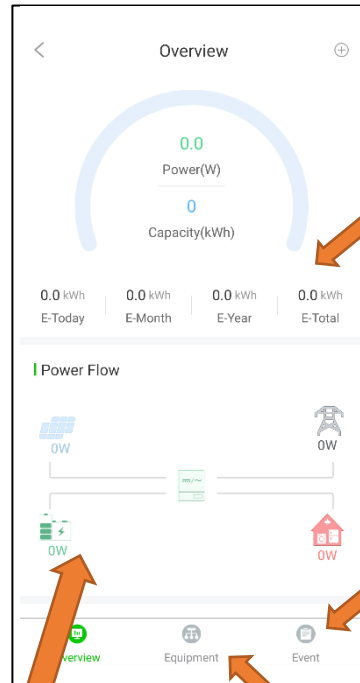 Overview
0.0
Power(W)
0
Capacity(kWh)
0.0 kWh 0.0 kWh 0.0 kWh 0.0 kWh
E-Today E-Month E-Year E-Total
Power Flow
0W 0W
0W 0W
verview Equipment Event